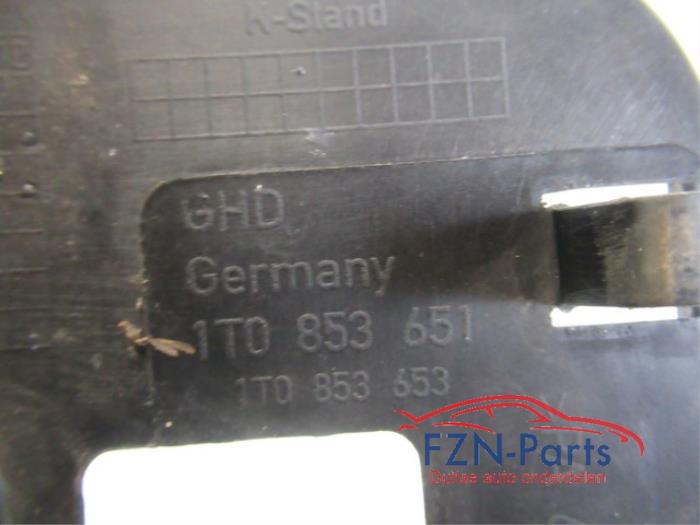 K-Stand
GHD
Germany
1T0 853 651
1T0 853 653
FZN-Parts
Duitse auto onderdelen